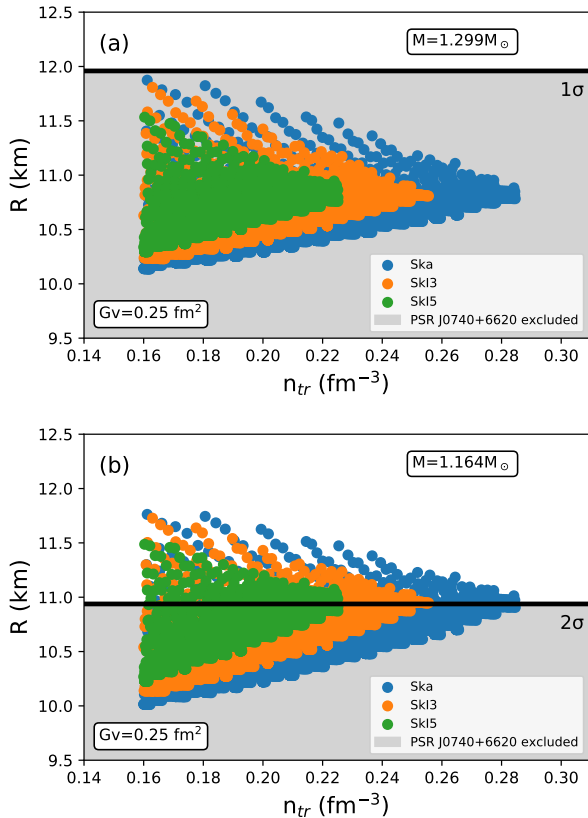 (a)
M=1.299M⊙
1σ
R (km)
12.5
12.0
11.5
11.0
10.5
10.0
9.5
Ska
SkI3
SkI5
PSR J0740+6620 excluded
Gv=0.25 fm²
0.14 0.16 0.18 0.20 0.22 0.24 0.26 0.28 0.30
n_tr (fm⁻³)
(b)
M=1.164M⊙
2σ
R (km)
12.5
12.0
11.5
11.0
10.5
10.0
9.5
Ska
SkI3
SkI5
PSR J0740+6620 excluded
Gv=0.25 fm²
0.14 0.16 0.18 0.20 0.22 0.24 0.26 0.28 0.30
n_tr (fm⁻³)